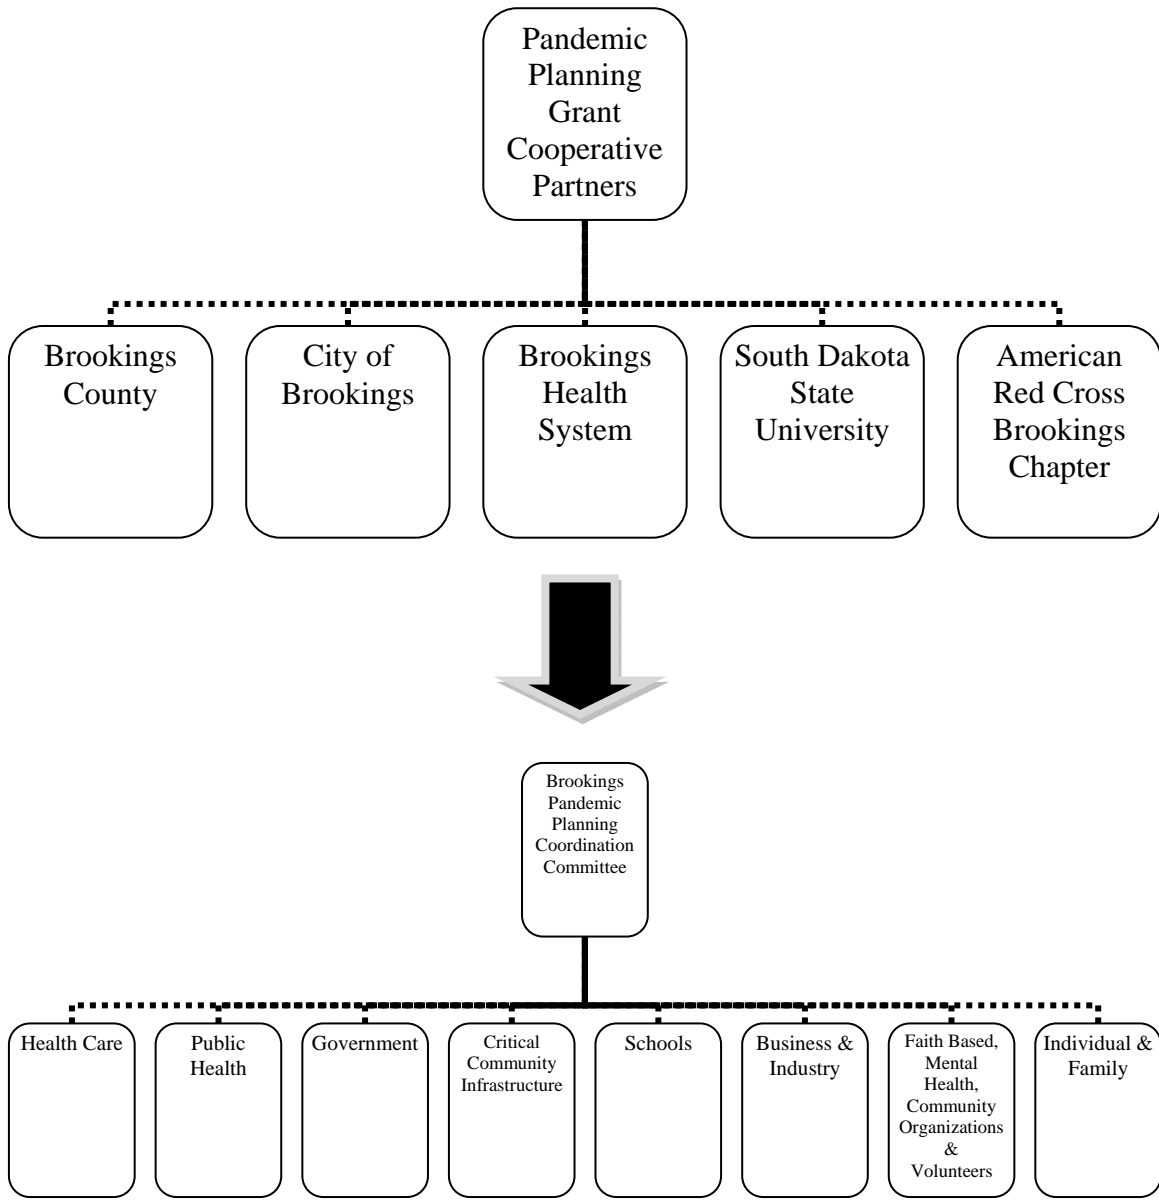 Pandemic
Planning
Grant
Cooperative
Partners
Brookings
County
City of
Brookings
Brookings
Health
System
South Dakota
State
University
American
Red Cross
Brookings
Chapter
Brookings
Pandemic
Planning
Coordination
Committee
Health Care
Public
Health
Government
Critical
Community
Infrastructure
Schools
Business &
Industry
Faith Based,
Mental
Health,
Community
Organizations
&
Volunteers
Individual &
Family